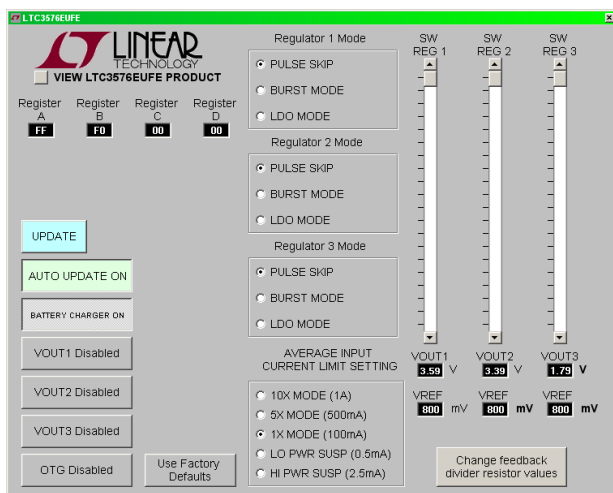 LTC3576EUFE
LINEAR
TECHNOLOGY
VIEW LTC3576EUFE PRODUCT
Register A
Register B
Register C
Register D
FF
F0
00
00
UPDATE
AUTO UPDATE ON
BATTERY CHARGER ON
VOUT1 Disabled
VOUT2 Disabled
VOUT3 Disabled
OTG Disabled
Use Factory
Defaults
Regulator 1 Mode
PULSE SKIP
BURST MODE
LDO MODE
Regulator 2 Mode
PULSE SKIP
BURST MODE
LDO MODE
Regulator 3 Mode
PULSE SKIP
BURST MODE
LDO MODE
AVERAGE INPUT
CURRENT LIMIT SETTING
10X MODE (1A)
5X MODE (500mA)
1X MODE (100mA)
LO PWR SUSP (0.5mA)
HI PWR SUSP (2.5mA)
SW REG 1
SW REG 2
SW REG 3
VOUT1
3.59 V
VOUT2
3.39 V
VOUT3
1.79 V
VREF
800 mV
VREF
800 mV
VREF
800 mV
Change feedback
divider resistor values